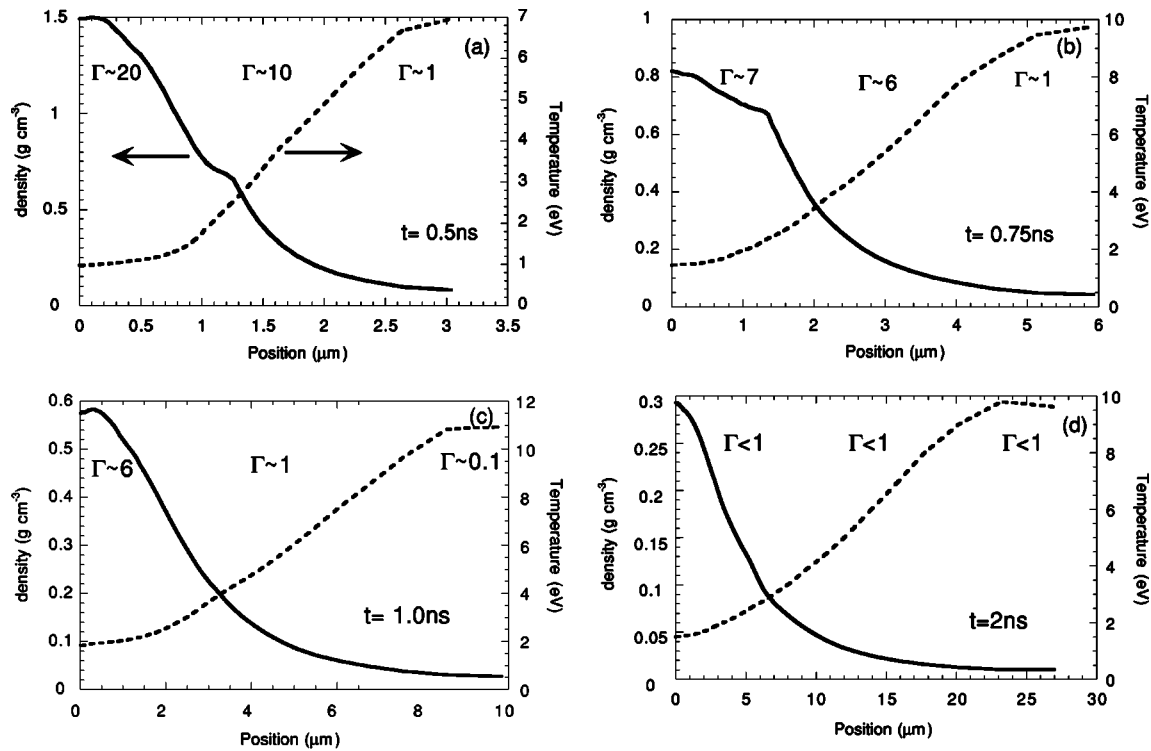 (a)
1.5
1
0.5
0
density (g cm⁻³)
7
6
5
4
3
2
1
0
Temperature (eV)
Γ~20
Γ~10
Γ~1
t= 0.5ns
0 0.5 1 1.5 2 2.5 3 3.5
Position (μm)
(b)
1
0.8
0.6
0.4
0.2
0
density (g cm⁻³)
10
8
6
4
2
0
Temperature (eV)
Γ~7
Γ~6
Γ~1
t= 0.75ns
0 1 2 3 4 5 6
Position (μm)
(c)
0.6
0.5
0.4
0.3
0.2
0.1
0
density (g cm⁻³)
12
10
8
6
4
2
0
Temperature (eV)
Γ~6
Γ~1
Γ~0.1
t= 1.0ns
0 2 4 6 8 10
Position (μm)
(d)
0.3
0.25
0.2
0.15
0.1
0.05
0
density (g cm⁻³)
10
8
6
4
2
0
Temperature (eV)
Γ<1
Γ<1
Γ<1
t=2ns
0 5 10 15 20 25 30
Position (μm)